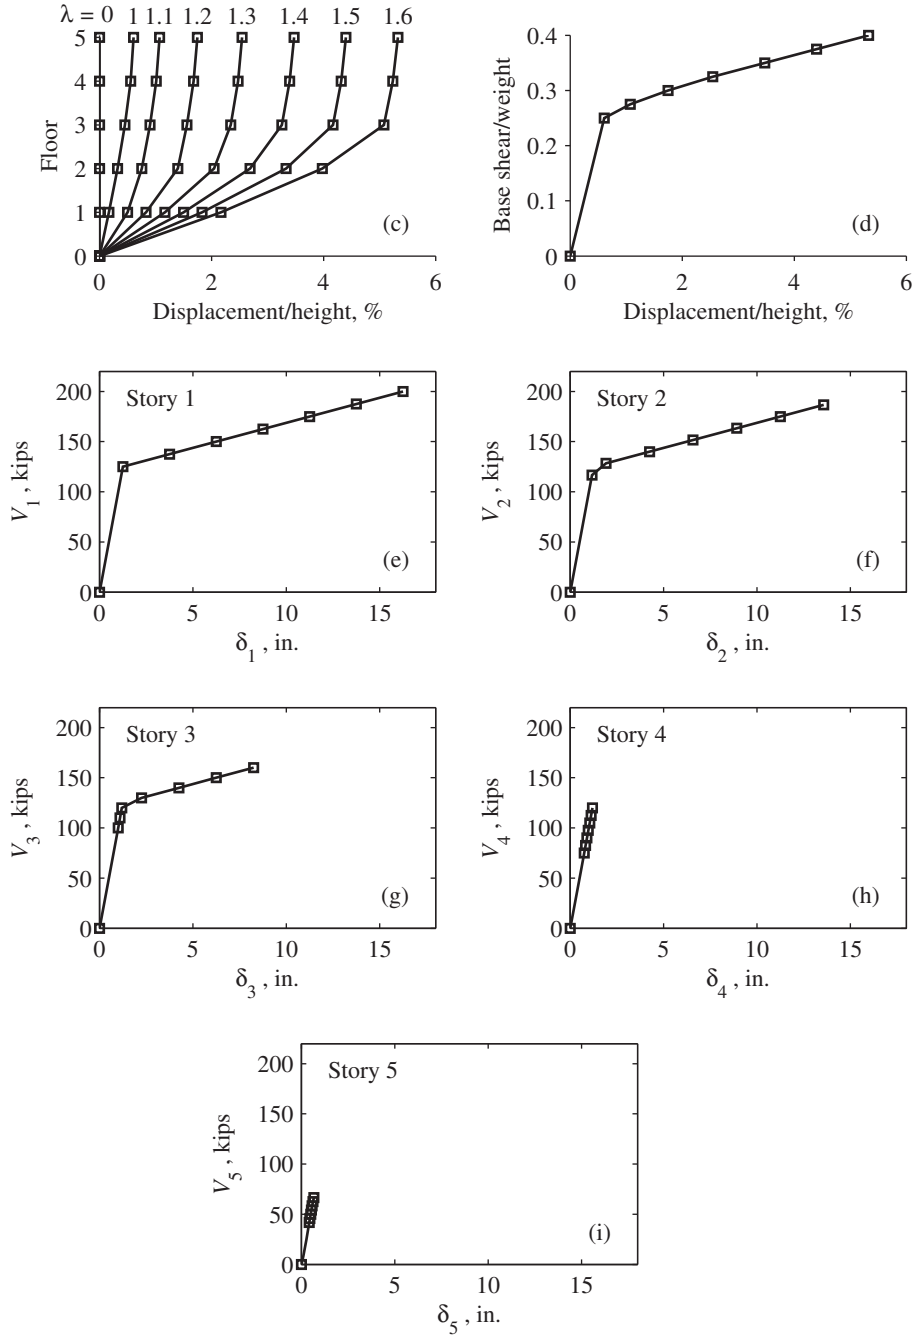 λ = 0 1 1.1 1.2 1.3 1.4 1.5 1.6
5
4
3
2
1
0
Floor
0 2 4 6
Displacement/height, %
(c)
0.4
0.3
0.2
0.1
0
Base shear/weight
0 2 4 6
Displacement/height, %
(d)
200
150
100
50
0
V1 , kips
Story 1
(e)
0 5 10 15
δ1 , in.
200
150
100
50
0
V2 , kips
Story 2
(f)
0 5 10 15
δ2 , in.
200
150
100
50
0
V3 , kips
Story 3
(g)
0 5 10 15
δ3 , in.
200
150
100
50
0
V4 , kips
Story 4
(h)
0 5 10 15
δ4 , in.
200
150
100
50
0
V5 , kips
Story 5
(i)
0 5 10 15
δ5 , in.